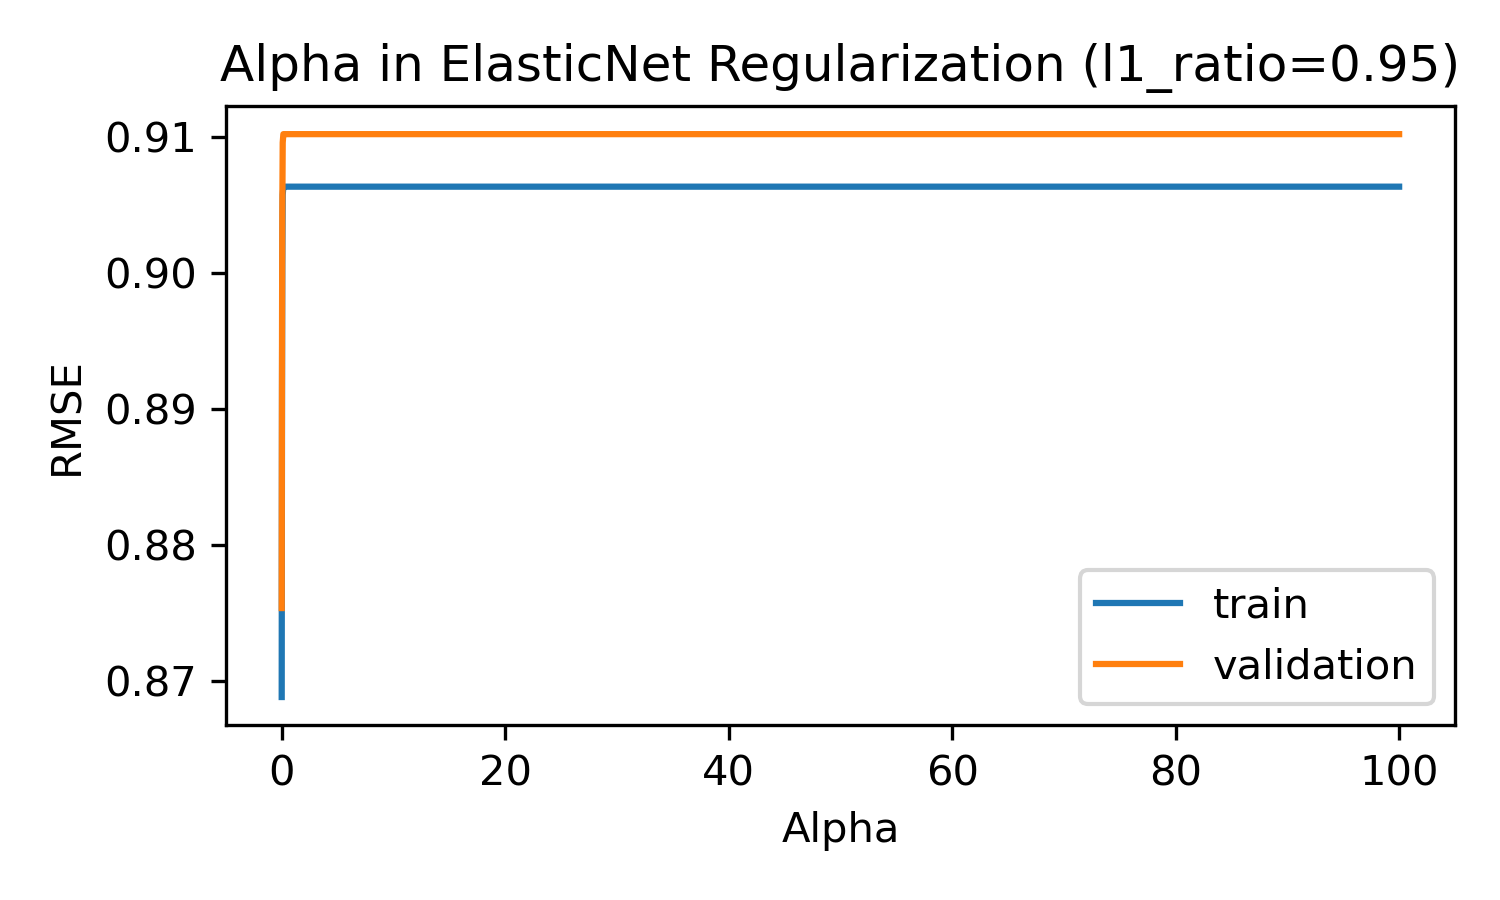 Alpha in ElasticNet Regularization (l1_ratio=0.95)
0.91
0.90
0.89
0.88
0.87
RMSE
train
validation
0 20 40 60 80 100
Alpha